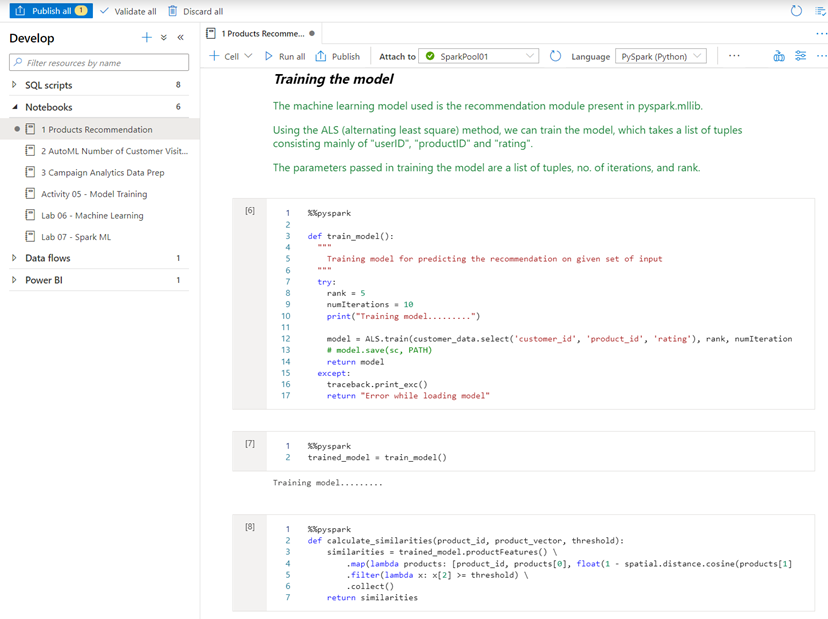 Publish all 1 Validate all Discard all
Develop
Filter resources by name
SQL scripts 8
Notebooks 6
1 Products Recommendation
2 AutoML Number of Customer Visit...
3 Campaign Analytics Data Prep
Activity 05 - Model Training
Lab 06 - Machine Learning
Lab 07 - Spark ML
Data flows 1
Power BI 1
1 Products Recomme...
Cell Run all Publish Attach to SparkPool01 Language PySpark (Python) ...
Training the model
The machine learning model used is the recommendation module present in pyspark.mllib.
Using the ALS (alternating least square) method, we can train the model, which takes a list of tuples
consisting mainly of "userID", "productID" and "rating".
The parameters passed in training the model are a list of tuples, no. of iterations, and rank.
[6]
1 %%pyspark
2
3 def train_model():
4 """
5 Training model for predicting the recommendation on given set of input
6 """
7 try:
8 rank = 5
9 numIterations = 10
10 print("Training model.........")
11
12 model = ALS.train(customer_data.select('customer_id', 'product_id', 'rating'), rank, numIteration
13 # model.save(sc, PATH)
14 return model
15 except:
16 traceback.print_exc()
17 return "Error while loading model"
[7]
1 %%pyspark
2 trained_model = train_model()
Training model.........
[8]
1 %%pyspark
2 def calculate_similarities(product_id, product_vector, threshold):
3 similarities = trained_model.productFeatures() \
4 .map(lambda products: [product_id, products[0], float(1 - spatial.distance.cosine(products[1]
5 .filter(lambda x: x[2] >= threshold) \
6 .collect()
7 return similarities